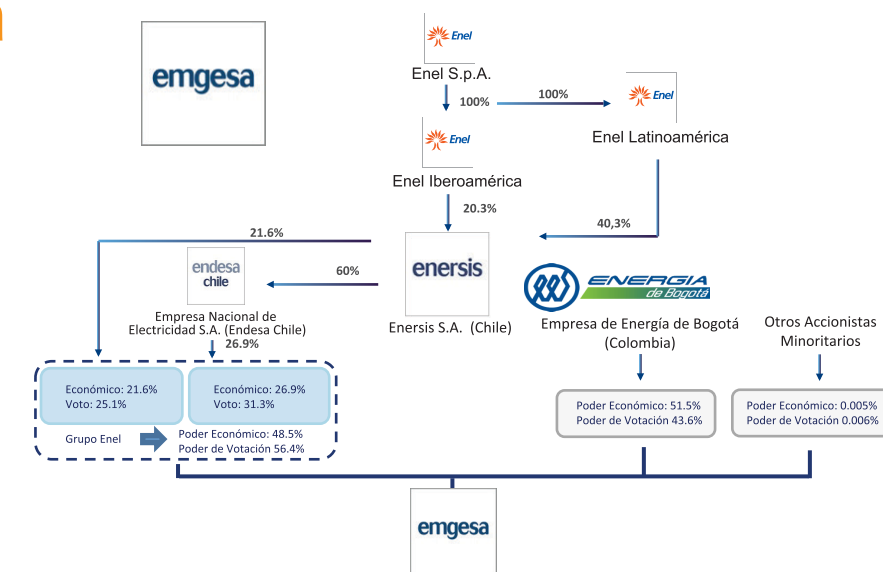 emgesa
Enel
Enel S.p.A.
100%
100%
Enel
Enel Latinoamérica
Enel
Enel Iberoamérica
20.3%
40,3%
21.6%
endesa
chile
60%
enersis
ENERGIA
de Bogotá
Empresa Nacional de
Electricidad S.A. (Endesa Chile)
26.9%
Enersis S.A. (Chile)
Empresa de Energía de Bogotá
(Colombia)
Otros Accionistas
Minoritarios
Económico: 21.6%
Voto: 25.1%
Económico: 26.9%
Voto: 31.3%
Grupo Enel
Poder Económico: 48.5%
Poder de Votación 56.4%
Poder Económico: 51.5%
Poder de Votación 43.6%
Poder Económico: 0.005%
Poder de Votación 0.006%
emgesa